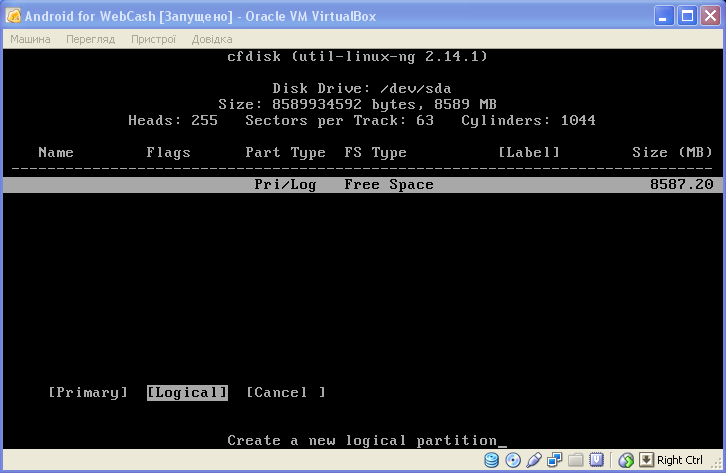 Android for WebCash [Запущено] - Oracle VM VirtualBox
Машина Перегляд Пристрої Довідка
cfdisk (util-linux-ng 2.14.1)
Disk Drive: /dev/sda
Size: 8589934592 bytes, 8589 MB
Heads: 255 Sectors per Track: 63 Cylinders: 1044
Name Flags Part Type FS Type [Label] Size (MB)
Pri/Log Free Space 8587.20
[Primary] [Logical] [Cancel ]
Create a new logical partition_
Right Ctrl